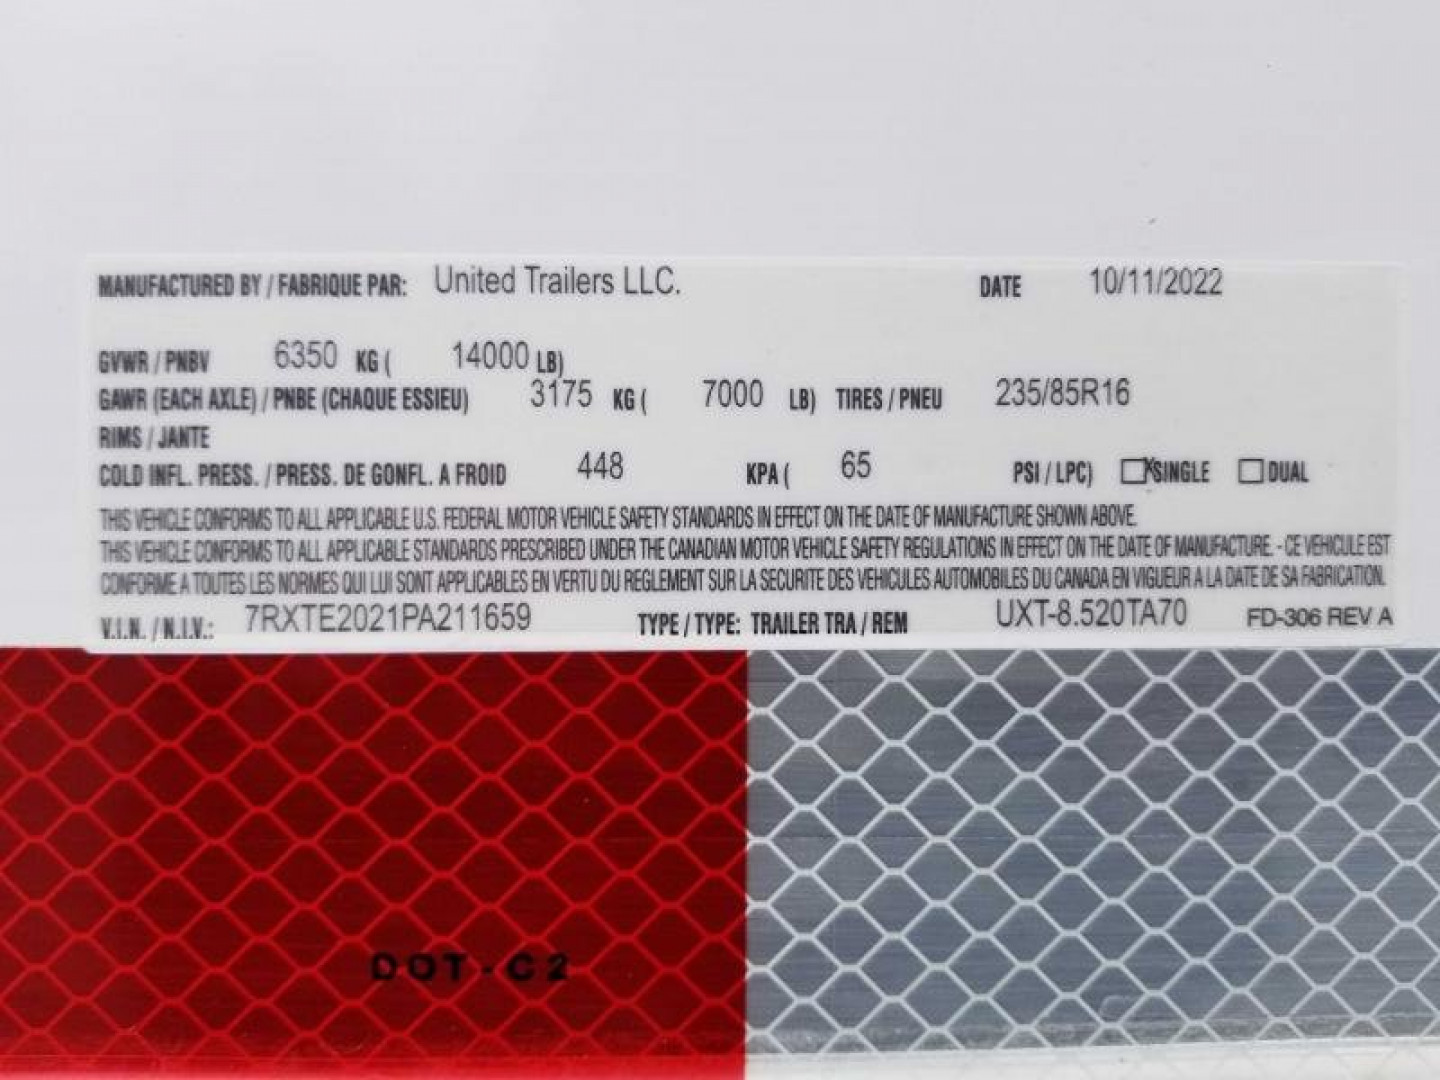 MANUFACTURED BY / FABRIQUE PAR: United Trailers LLC. DATE 10/11/2022
GVWR / PNBV 6350 KG ( 14000 LB)
GAWR (EACH AXLE) / PNBE (CHAQUE ESSIEU) 3175 KG ( 7000 LB) TIRES / PNEU 235/85R16
RIMS / JANTE
COLD INFL. PRESS. / PRESS. DE GONFL. A FROID 448 KPA ( 65 PSI / LPC) X SINGLE DUAL
THIS VEHICLE CONFORMS TO ALL APPLICABLE U.S. FEDERAL MOTOR VEHICLE SAFETY STANDARDS IN EFFECT ON THE DATE OF MANUFACTURE SHOWN ABOVE.
THIS VEHICLE CONFORMS TO ALL APPLICABLE STANDARDS PRESCRIBED UNDER THE CANADIAN MOTOR VEHICLE SAFETY REGULATIONS IN EFFECT ON THE DATE OF MANUFACTURE. - CE VEHICULE EST
CONFORME A TOUTES LES NORMES QUI LUI SONT APPLICABLES EN VERTU DU REGLEMENT SUR LA SECURITE DES VEHICULES AUTOMOBILES DU CANADA EN VIGUEUR A LA DATE DE SA FABRICATION.
V.I.N. / N.I.V.: 7RXTE2021PA211659 TYPE / TYPE: TRAILER TRA / REM UXT-8.520TA70 FD-306 REV A
DOT-C2